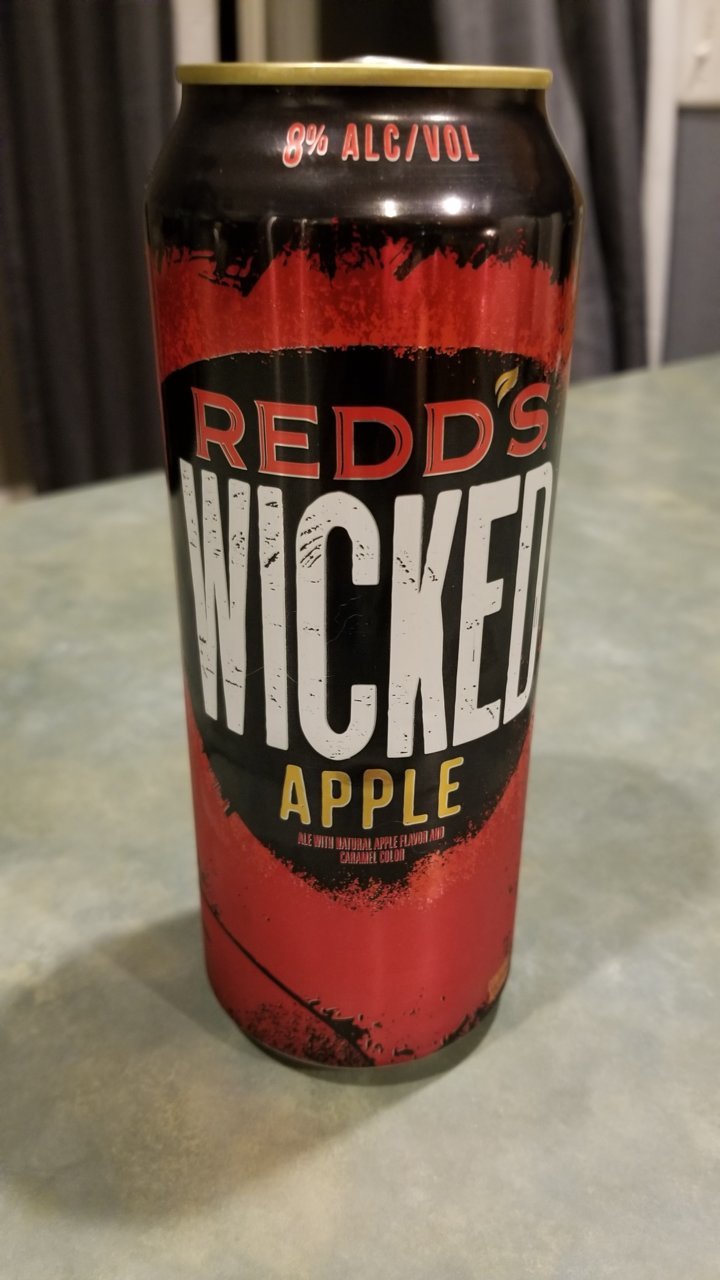 8% ALC/VOL
REDD'S
WICKED
APPLE
ALE WITH NATURAL APPLE FLAVOR AND
CARAMEL COLOR